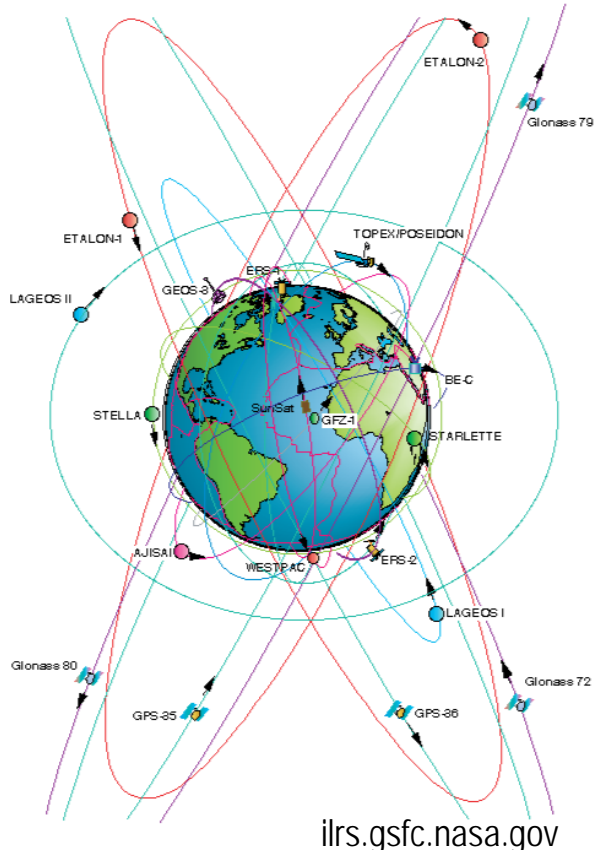 ETALON-2
Glonass 79
ETALON-1
TOPEX/POSEIDON
ERS-1
GEOS-3
LAGEOS II
BE-C
SunSat
GFZ-1
STELLA
STARLETTE
AJISAI
WESTPAC
ERS-2
LAGEOS I
Glonass 80
Glonass 72
GPS-35
GPS-36
ilrs.gsfc.nasa.gov